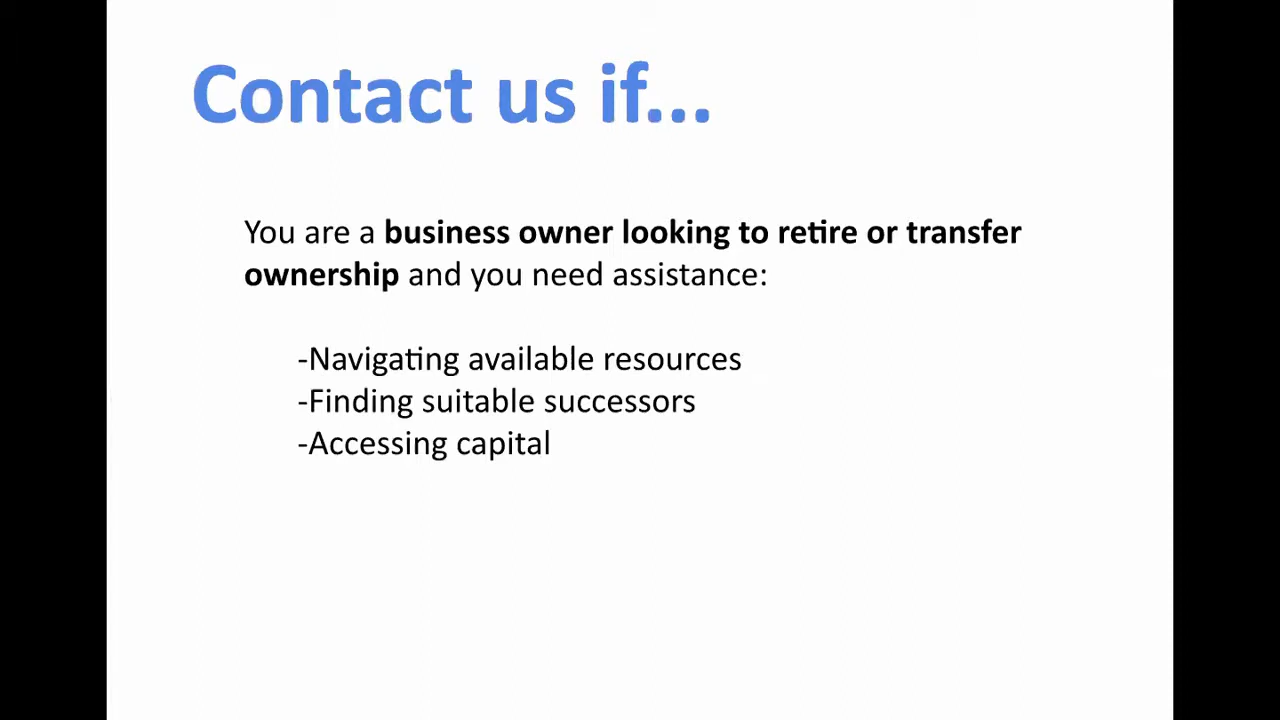 Contact us if...
You are a business owner looking to retire or transfer
ownership and you need assistance:
-Navigating available resources
-Finding suitable successors
-Accessing capital